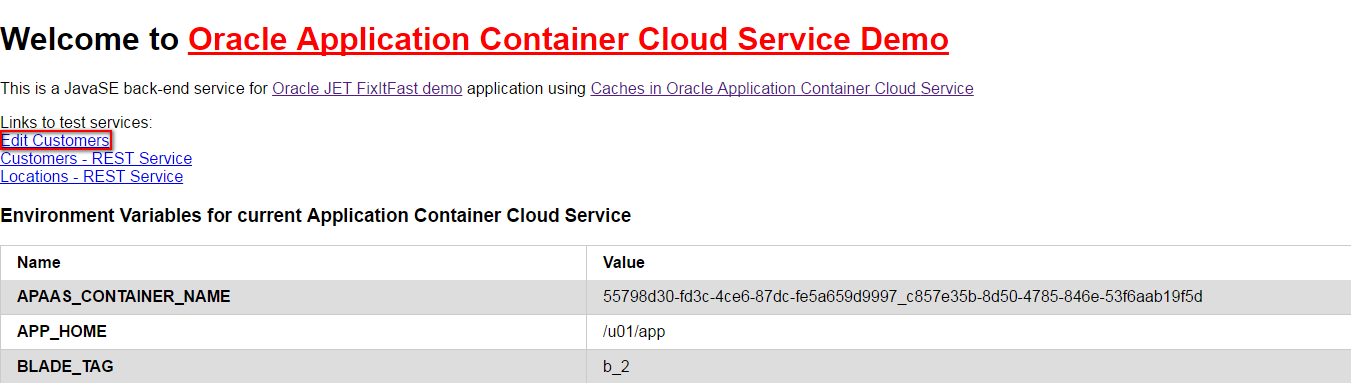 Welcome to Oracle Application Container Cloud Service Demo
This is a JavaSE back-end service for Oracle JET FixItFast demo application using Caches in Oracle Application Container Cloud Service
Links to test services:
Edit Customers
Customers - REST Service
Locations - REST Service
Environment Variables for current Application Container Cloud Service
Name Value
APAAS_CONTAINER_NAME 55798d30-fd3c-4ce6-87dc-fe5a659d9997_c857e35b-8d50-4785-846e-53f6aab19f5d
APP_HOME /u01/app
BLADE_TAG b_2